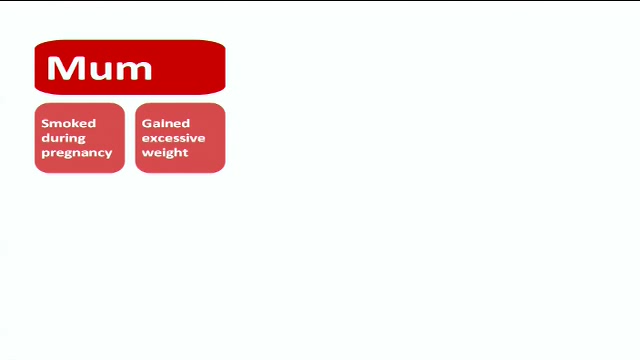 Mum
Smoked
during
pregnancy
Gained
excessive
weight